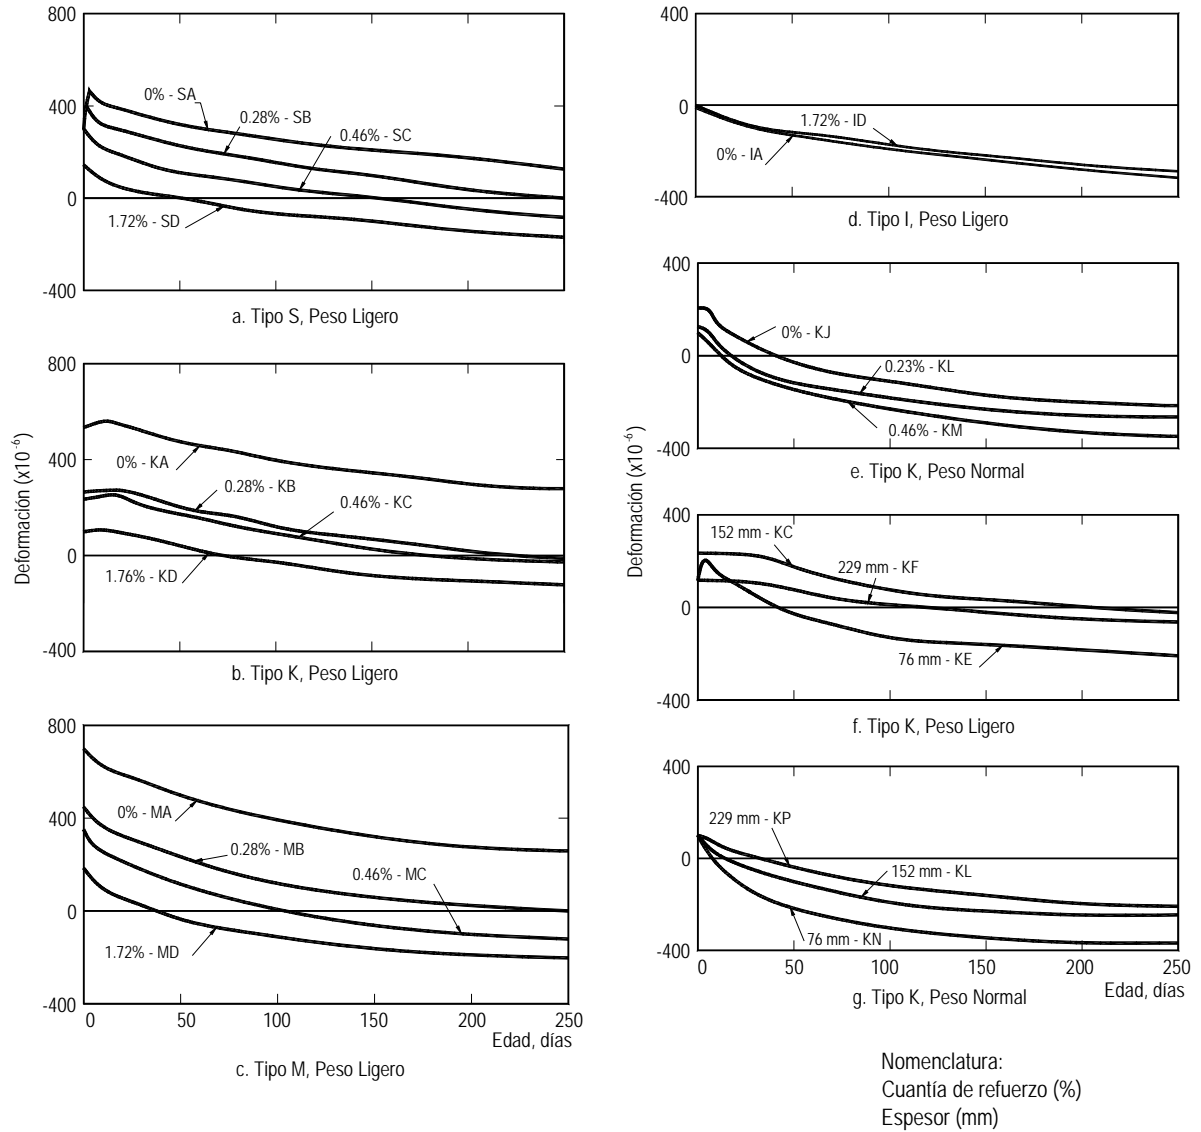 800
400
0
-400
0% - SA
0.28% - SB
0.46% - SC
1.72% - SD
a. Tipo S, Peso Ligero
800
400
0
-400
Deformación (x10⁻⁶)
0% - KA
0.28% - KB
0.46% - KC
1.76% - KD
b. Tipo K, Peso Ligero
800
400
0
-400
0% - MA
0.28% - MB
0.46% - MC
1.72% - MD
0 50 100 150 200 250
Edad, días
c. Tipo M, Peso Ligero
400
0
-400
1.72% - ID
0% - IA
d. Tipo I, Peso Ligero
400
0
-400
0% - KJ
0.23% - KL
0.46% - KM
e. Tipo K, Peso Normal
Deformación (x10⁻⁶)
400
0
-400
152 mm - KC
229 mm - KF
76 mm - KE
f. Tipo K, Peso Ligero
400
0
-400
229 mm - KP
152 mm - KL
76 mm - KN
0 50 100 150 200 250
g. Tipo K, Peso Normal
Edad, días
Nomenclatura:
Cuantía de refuerzo (%)
Espesor (mm)